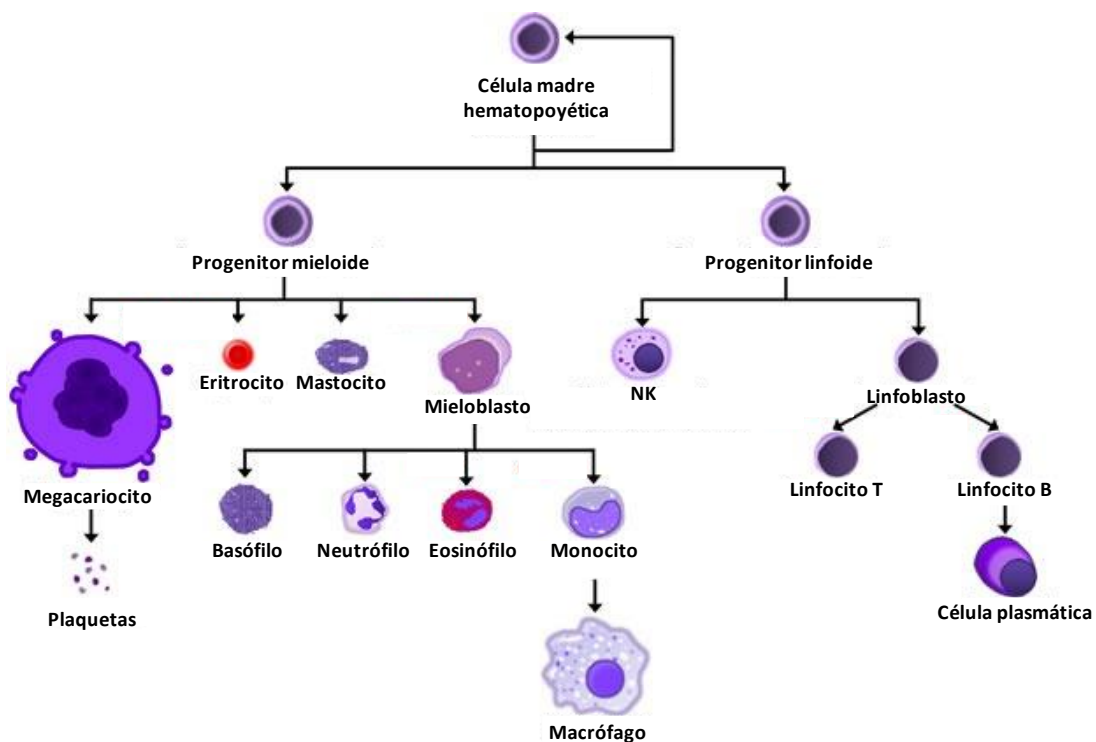 Célula madre
hematopoyética
Progenitor mieloide
Progenitor linfoide
Eritrocito
Mastocito
Mieloblasto
NK
Linfoblasto
Megacariocito
Linfocito T
Linfocito B
Basófilo
Neutrófilo
Eosinófilo
Monocito
Plaquetas
Célula plasmática
Macrófago